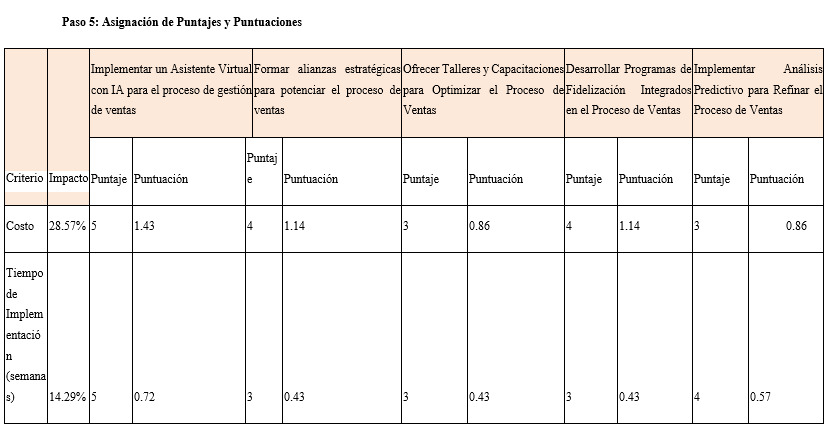 Paso 5: Asignación de Puntajes y Puntuaciones
Implementar un Asistente Virtual
con IA para el proceso de gestión
de ventas
Formar alianzas estratégicas
para potenciar el proceso de
ventas
Ofrecer Talleres y Capacitaciones
para Optimizar el Proceso de
Ventas
Desarrollar Programas de
Fidelización Integrados
en el Proceso de Ventas
Implementar Análisis
Predictivo para Refinar el
Proceso de Ventas
Criterio
Impacto
Puntaje
Puntuación
Puntaj
e
Puntuación
Puntaje
Puntuación
Puntaje
Puntuación
Puntaje
Puntuación
Costo
28.57%
5
1.43
4
1.14
3
0.86
4
1.14
3
0.86
Tiempo
de
Implem
entació
n
(semana
s)
14.29%
5
0.72
3
0.43
3
0.43
3
0.43
4
0.57